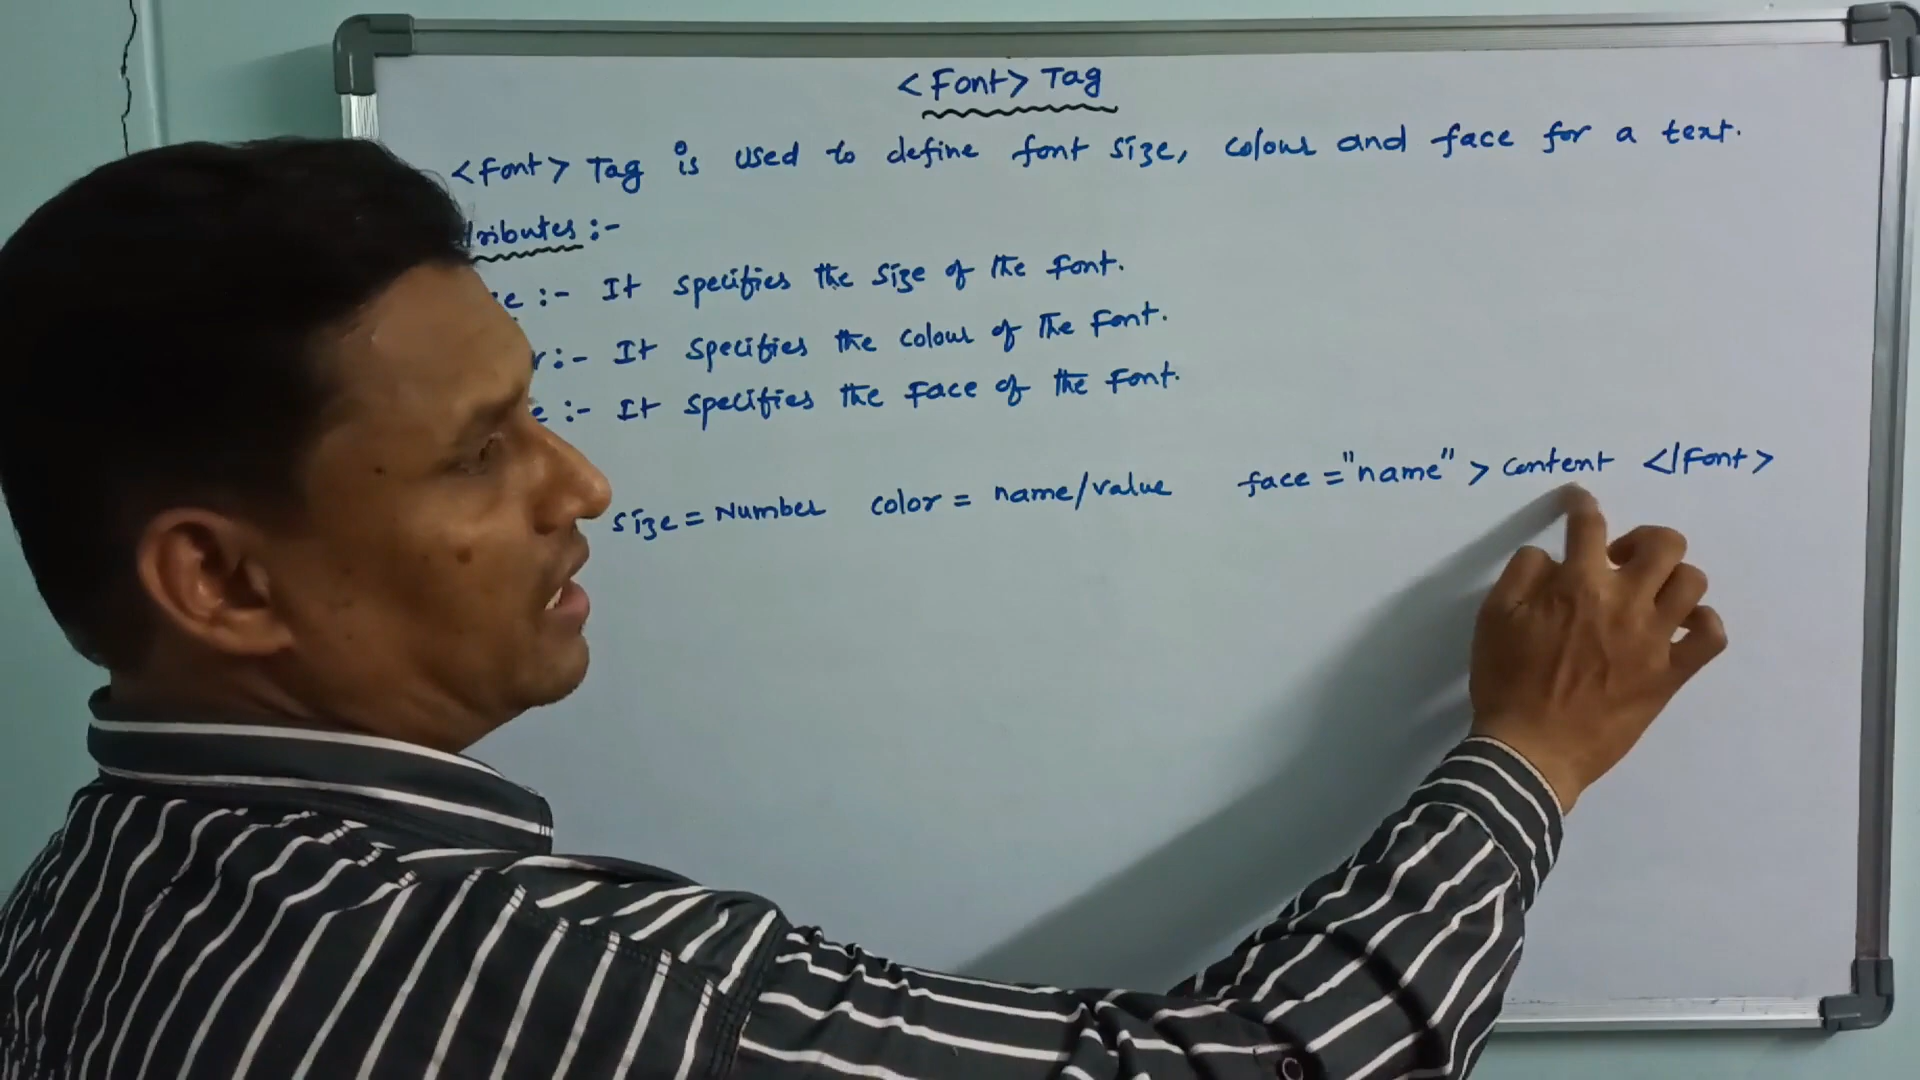 <Font> Tag
<font> Tag is used to define font size, colour and face for a text.
tributes :-
e :- It specifies the size of the font.
r :- It specifies the colour of the font.
e :- It specifies the face of the font.
size = Number color = name/value face = "name" > content </font>